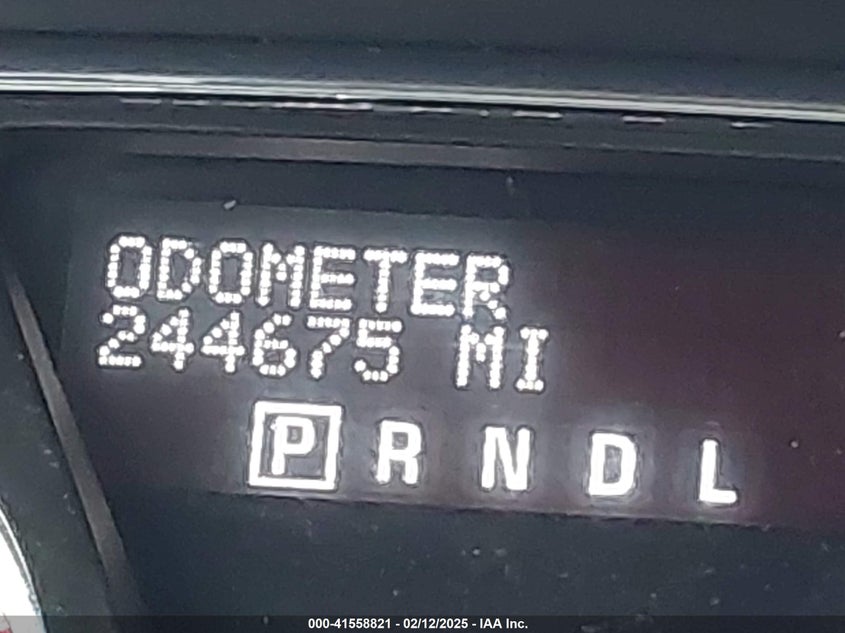 ODOMETER
244675 MI
P R N D L
000-41558821 - 02/12/2025 - IAA Inc.